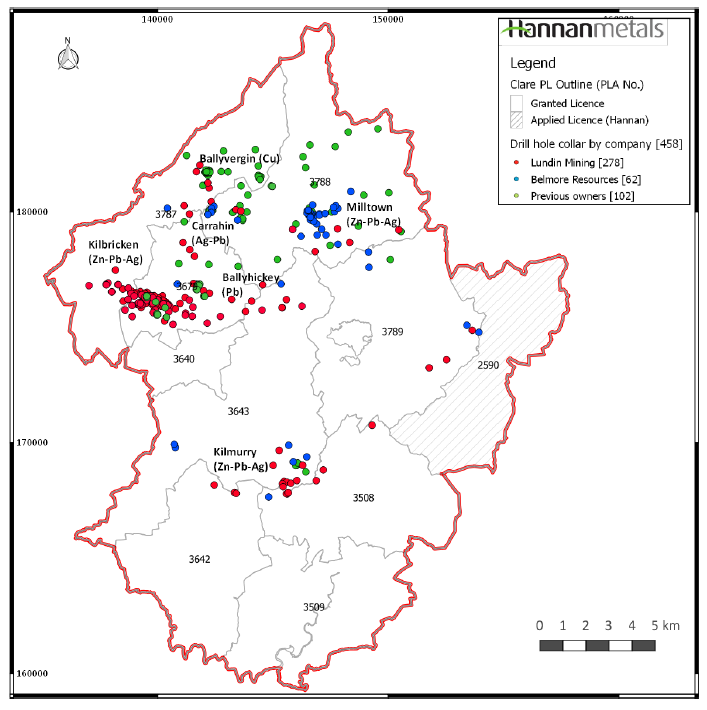 140000
150000
Hannanmetals
N
Legend
Clare PL Outline (PLA No.)
Granted Licence
Applied Licence (Hannan)
Drill hole collar by company [458]
Lundin Mining [278]
Belmore Resources [62]
Previous owners [102]
Ballyvergin (Cu)
3788
180000
3787
Milltown
(Zn-Pb-Ag)
Carrahin
(Ag-Pb)
Kilbricken
(Zn-Pb-Ag)
Ballyhickey
(Pb)
3789
3640
2590
3643
170000
Kilmurry
(Zn-Pb-Ag)
3508
3642
3509
0 1 2 3 4 5 km
160000